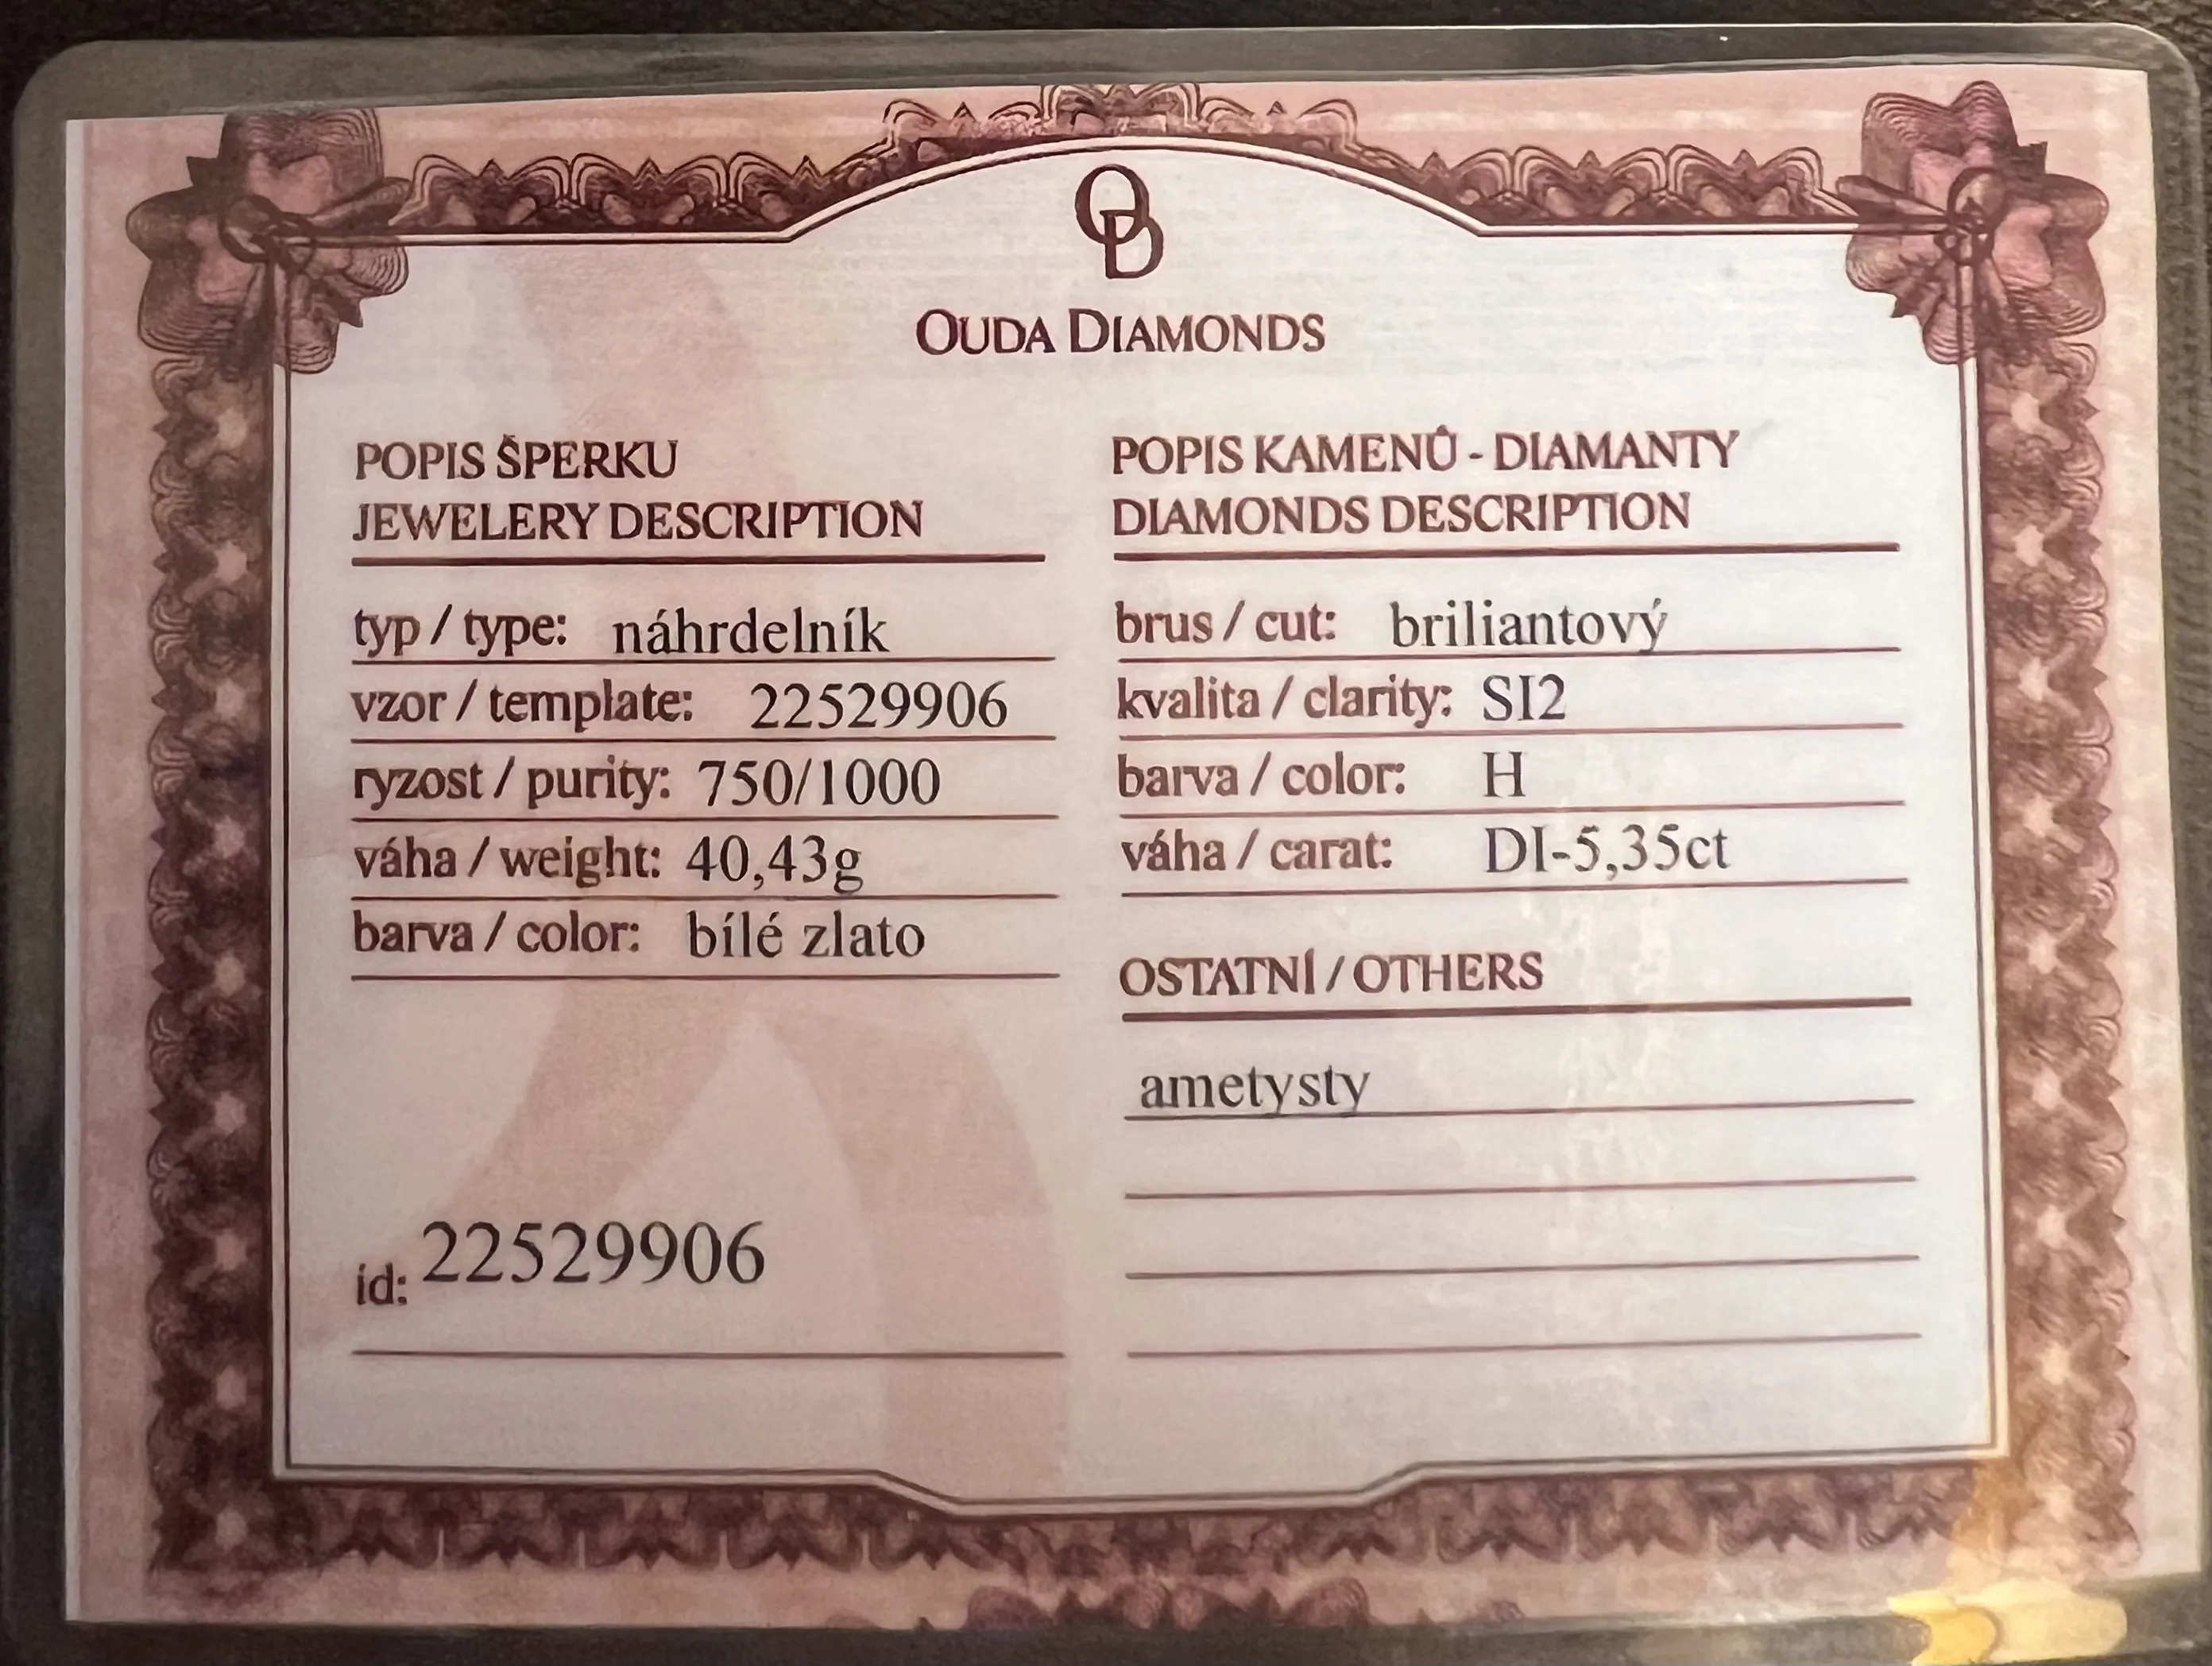 OD
OUDA DIAMONDS
POPIS ŠPERKU
JEWELERY DESCRIPTION
typ / type: náhrdelník
vzor / template: 22529906
ryzost / purity: 750/1000
váha / weight: 40,43g
barva / color: bílé zlato
id: 22529906
POPIS KAMENŮ - DIAMANTY
DIAMONDS DESCRIPTION
brus / cut: briliantový
kvalita / clarity: SI2
barva / color: H
váha / carat: DI-5,35ct
OSTATNÍ / OTHERS
ametysty